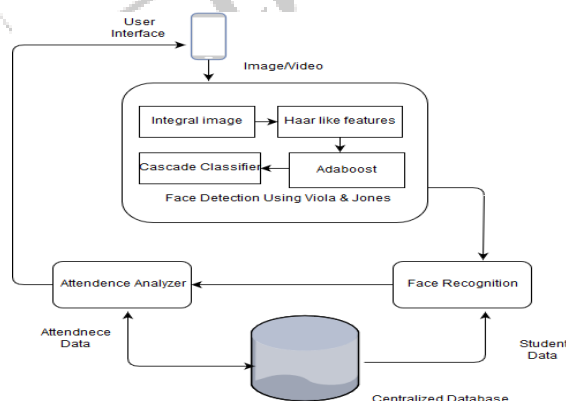 User
Interface
Image/Video
Integral image
Haar like features
Cascade Classifier
Adaboost
Face Detection Using Viola & Jones
Attendence Analyzer
Face Recognition
Attendnece
Data
Student
Data
Centralized Database